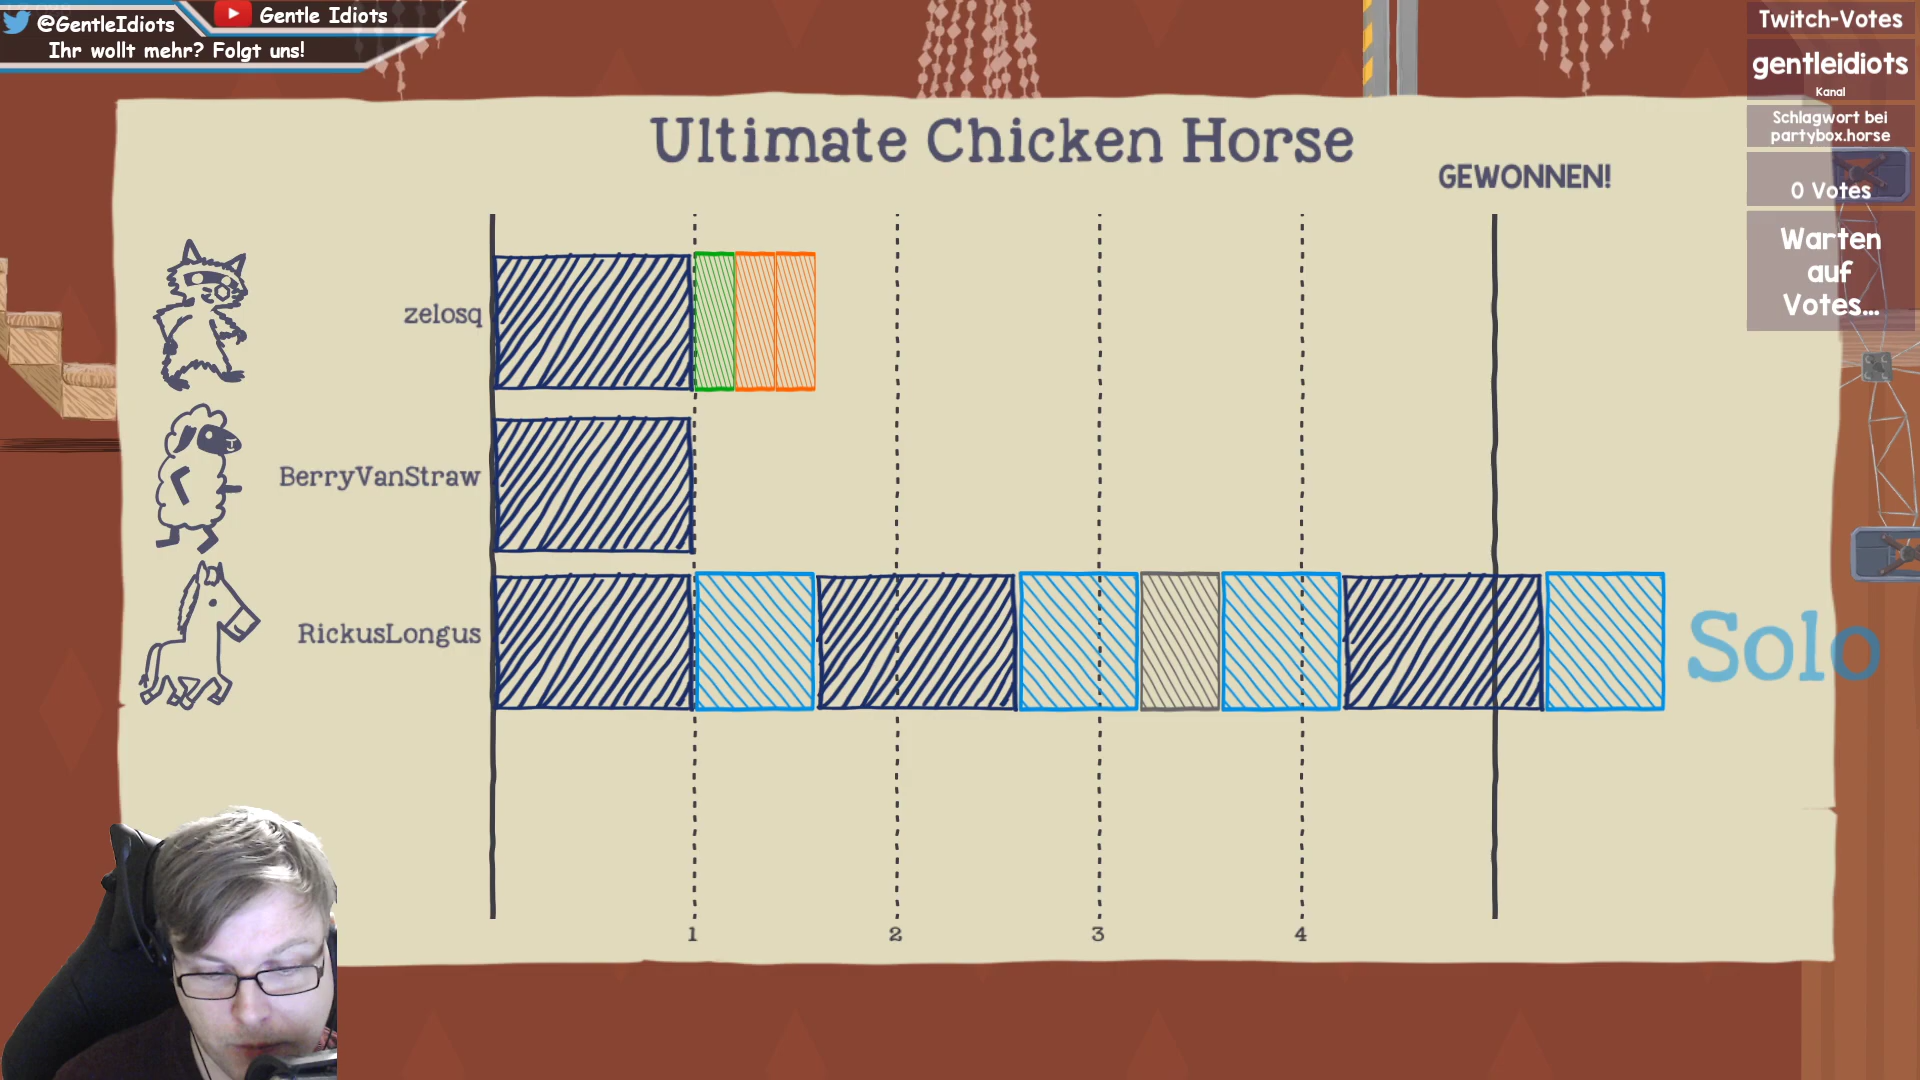 @GentleIdiots
Gentle Idiots
Ihr wollt mehr? Folgt uns!
Twitch-Votes
gentleidiots
Kanal
Schlagwort bei
partybox.horse
0 Votes
Warten
auf
Votes...
Ultimate Chicken Horse
GEWONNEN!
zelosq
BerryVanStraw
RickusLongus
Solo
1 2 3 4